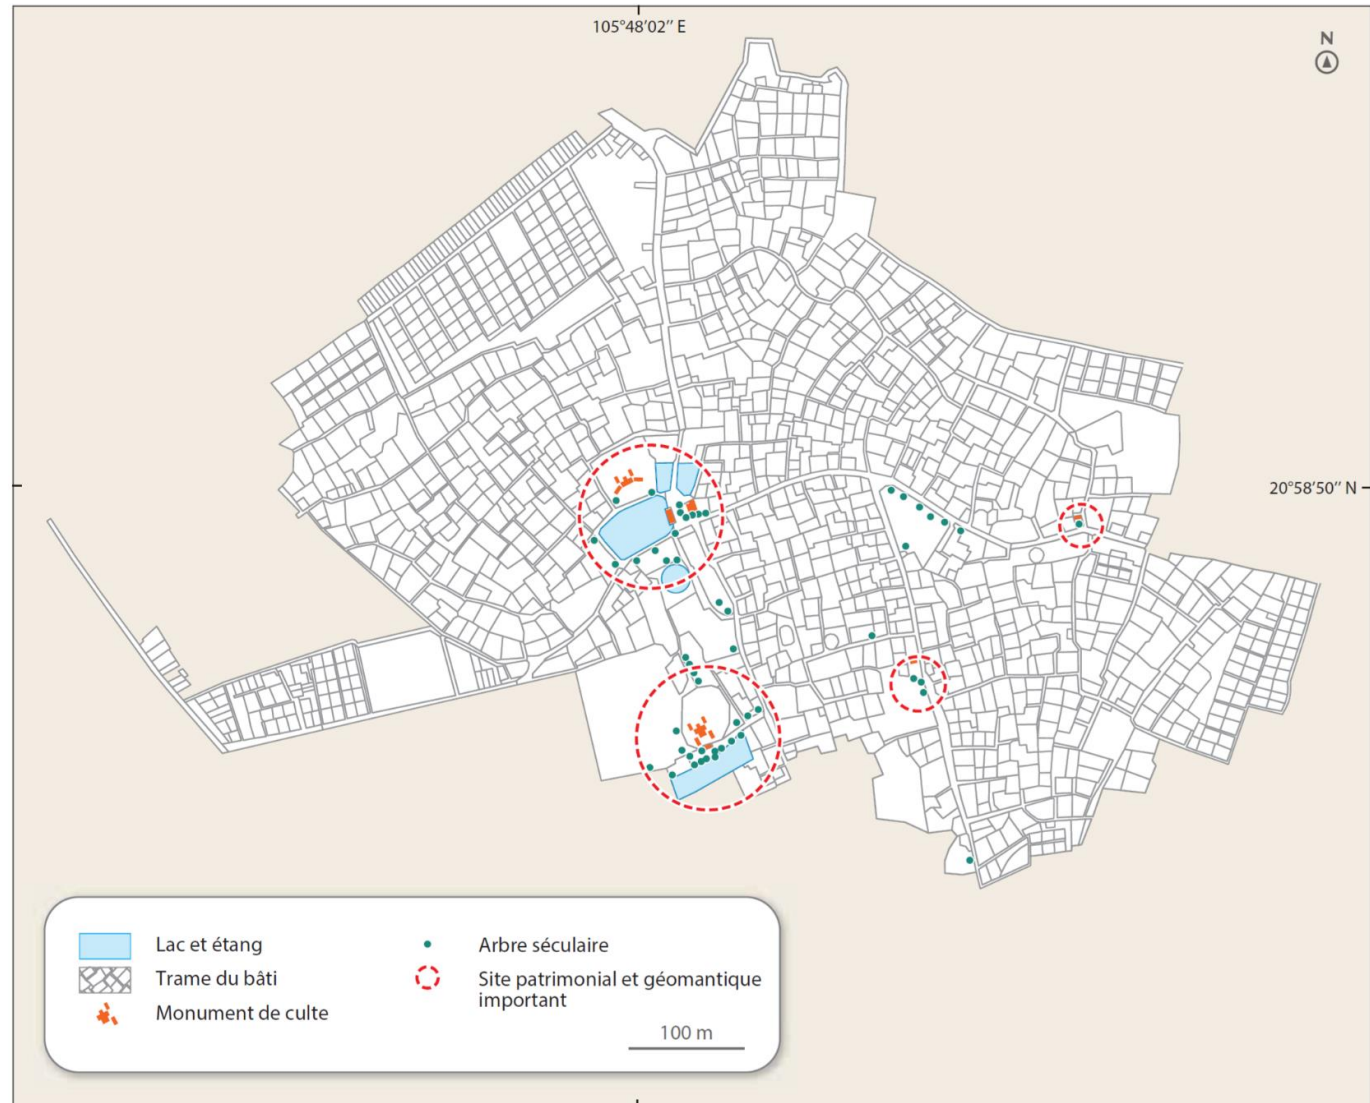 105°48′02′′ E
N
20°58′50′′ N
Lac et étang
Trame du bâti
Monument de culte
Arbre séculaire
Site patrimonial et géomantique
important
100 m